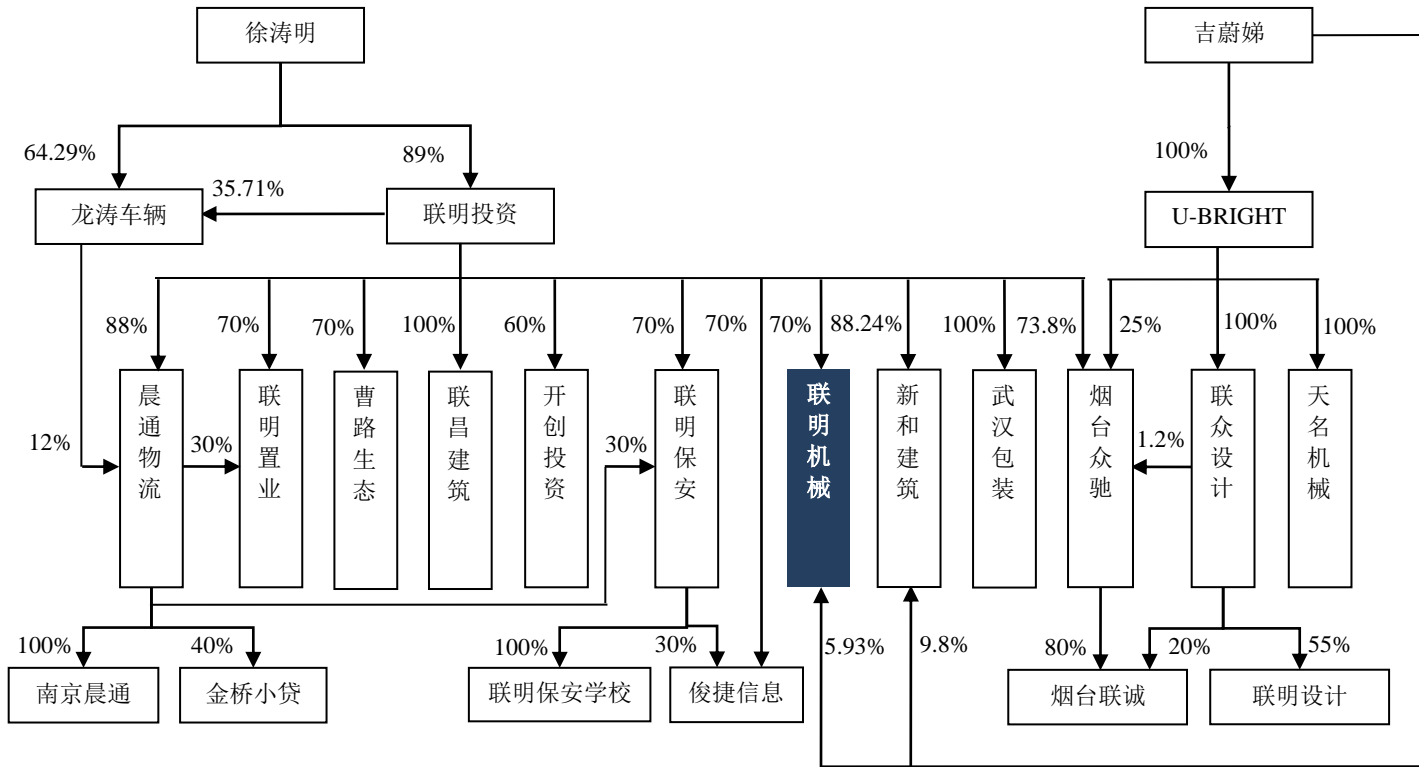 徐涛明
吉蔚娣
64.29%
89%
100%
35.71%
龙涛车辆
联明投资
U-BRIGHT
88%
70%
70%
100%
60%
70%
70%
70%
88.24%
100%
73.8%
25%
100%
100%
晨通物流
联明置业
曹路生态
联昌建筑
开创投资
联明保安
联明机械
新和建筑
武汉包装
烟台众驰
联众设计
天名机械
12%
30%
30%
1.2%
100%
40%
100%
30%
5.93%
9.8%
80%
20%
55%
南京晨通
金桥小贷
联明保安学校
俊捷信息
烟台联诚
联明设计